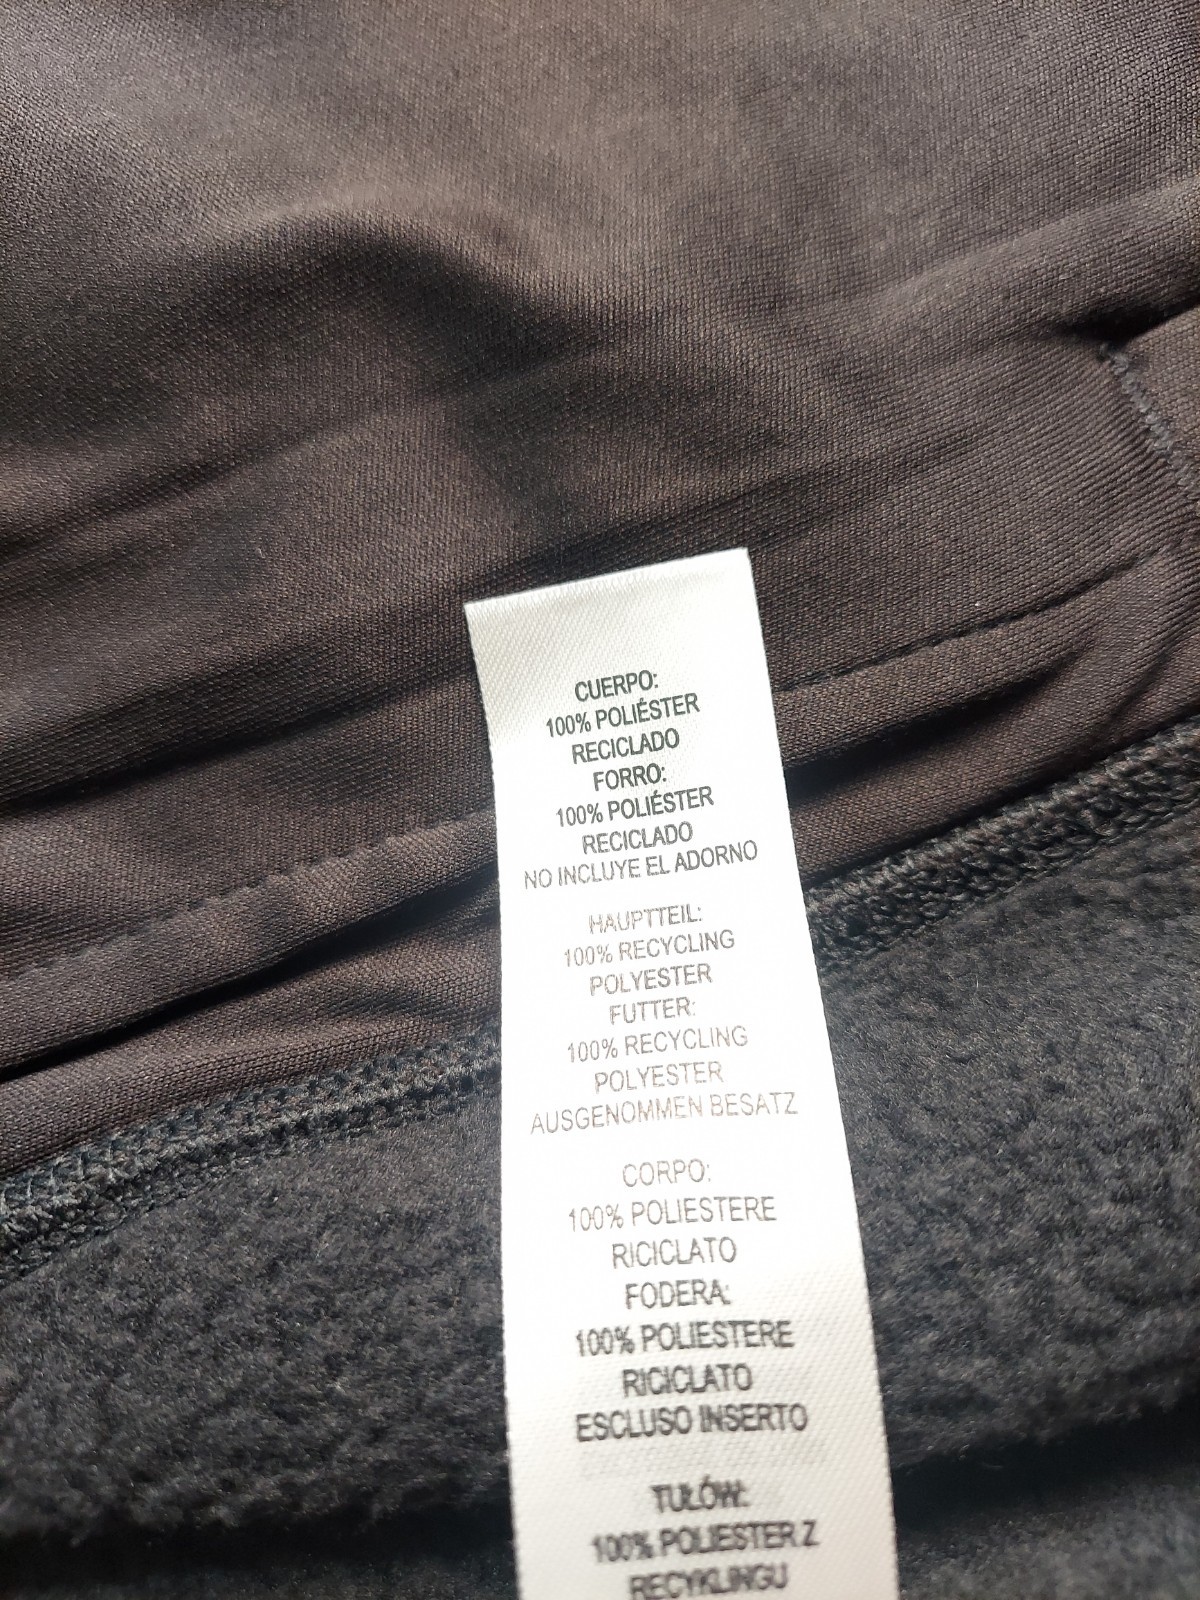 CUERPO:
100% POLIÉSTER
RECICLADO
FORRO:
100% POLIÉSTER
RECICLADO
NO INCLUYE EL ADORNO
HAUPTTEIL:
100% RECYCLING
POLYESTER
FUTTER:
100% RECYCLING
POLYESTER
AUSGENOMMEN BESATZ
CORPO:
100% POLIESTERE
RICICLATO
FODERA:
100% POLIESTERE
RICICLATO
ESCLUSO INSERTO
TUŁÓW:
100% POLIESTER Z
RECYKLINGU